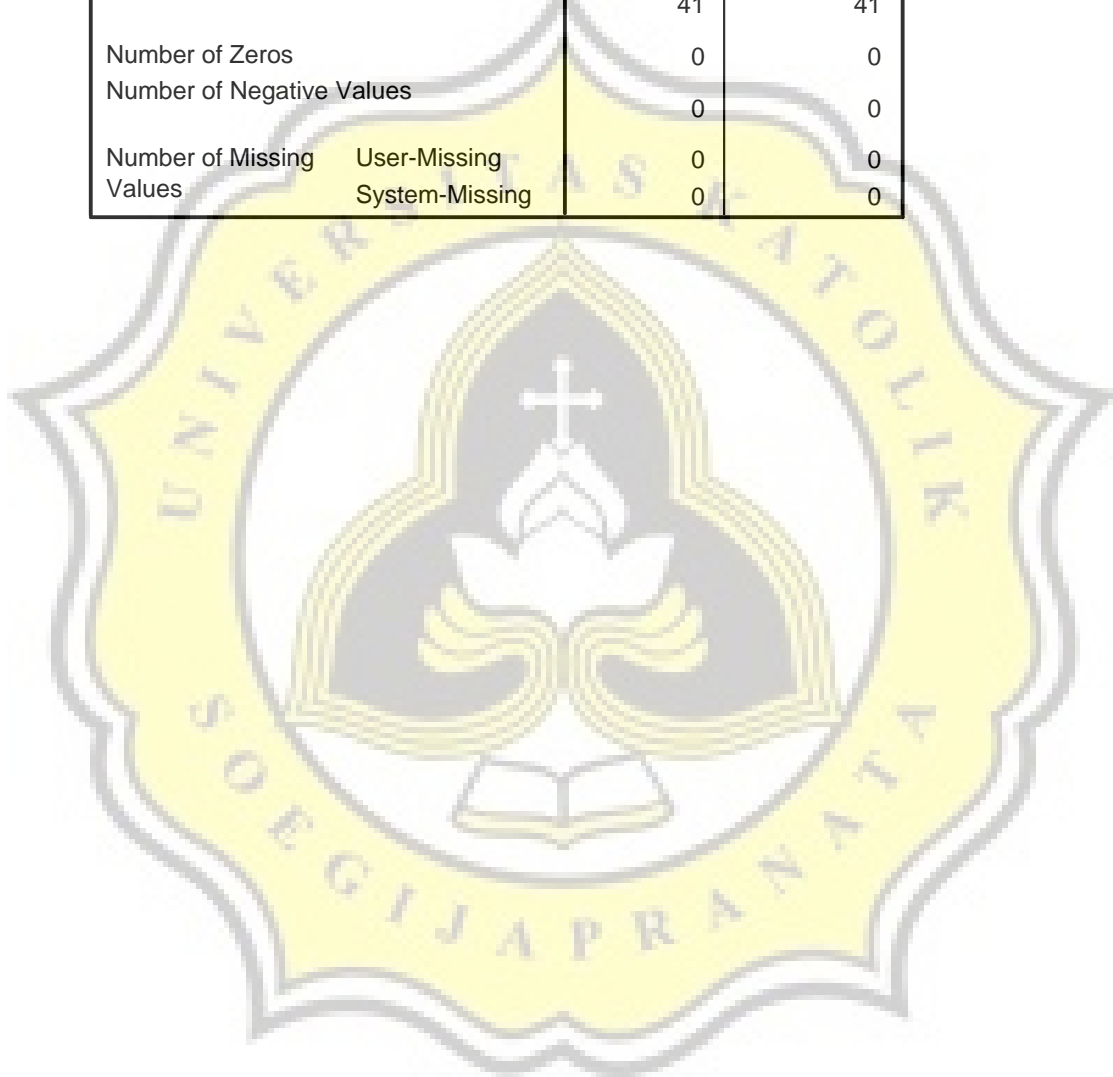 41 41
Number of Zeros 0 0
Number of Negative Values 0 0
Number of Missing Values User-Missing 0 0
System-Missing 0 0
UNIVERSITAS KATOLIK
SOEGIJAPRANATA